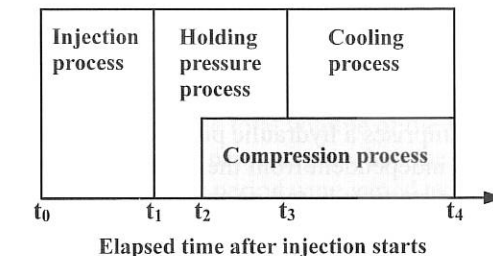 Injection
process
Holding
pressure
process
Cooling
process
Compression process
t0 t1 t2 t3 t4
Elapsed time after injection starts